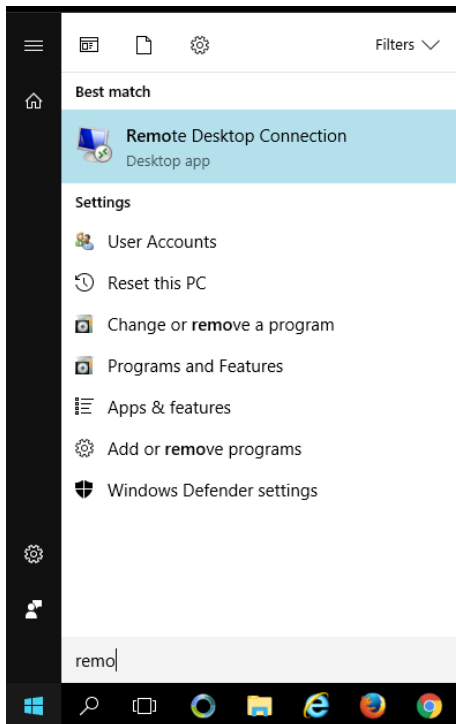 Filters
Best match
Remote Desktop Connection
Desktop app
Settings
User Accounts
Reset this PC
Change or remove a program
Programs and Features
Apps & features
Add or remove programs
Windows Defender settings
remo